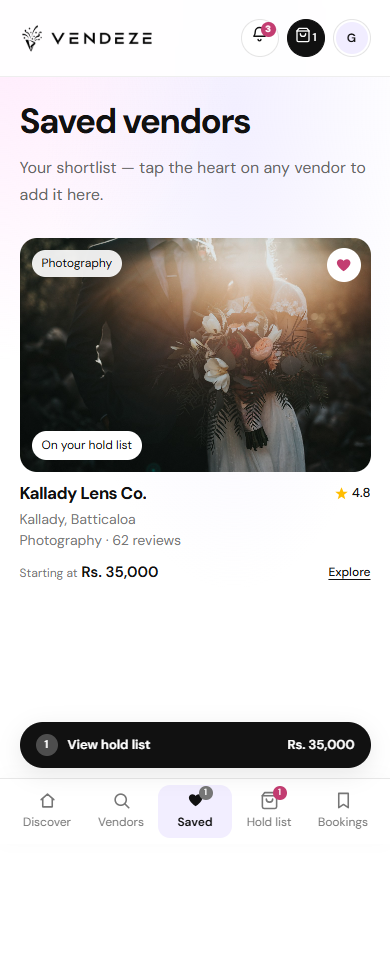 VENDEZE
3
1
G
Saved vendors
Your shortlist — tap the heart on any vendor to
add it here.
Photography
On your hold list
Kallady Lens Co.
4.8
Kallady, Batticaloa
Photography · 62 reviews
Starting at Rs. 35,000
Explore
1 View hold list Rs. 35,000
1
1
Discover Vendors Saved Hold list Bookings